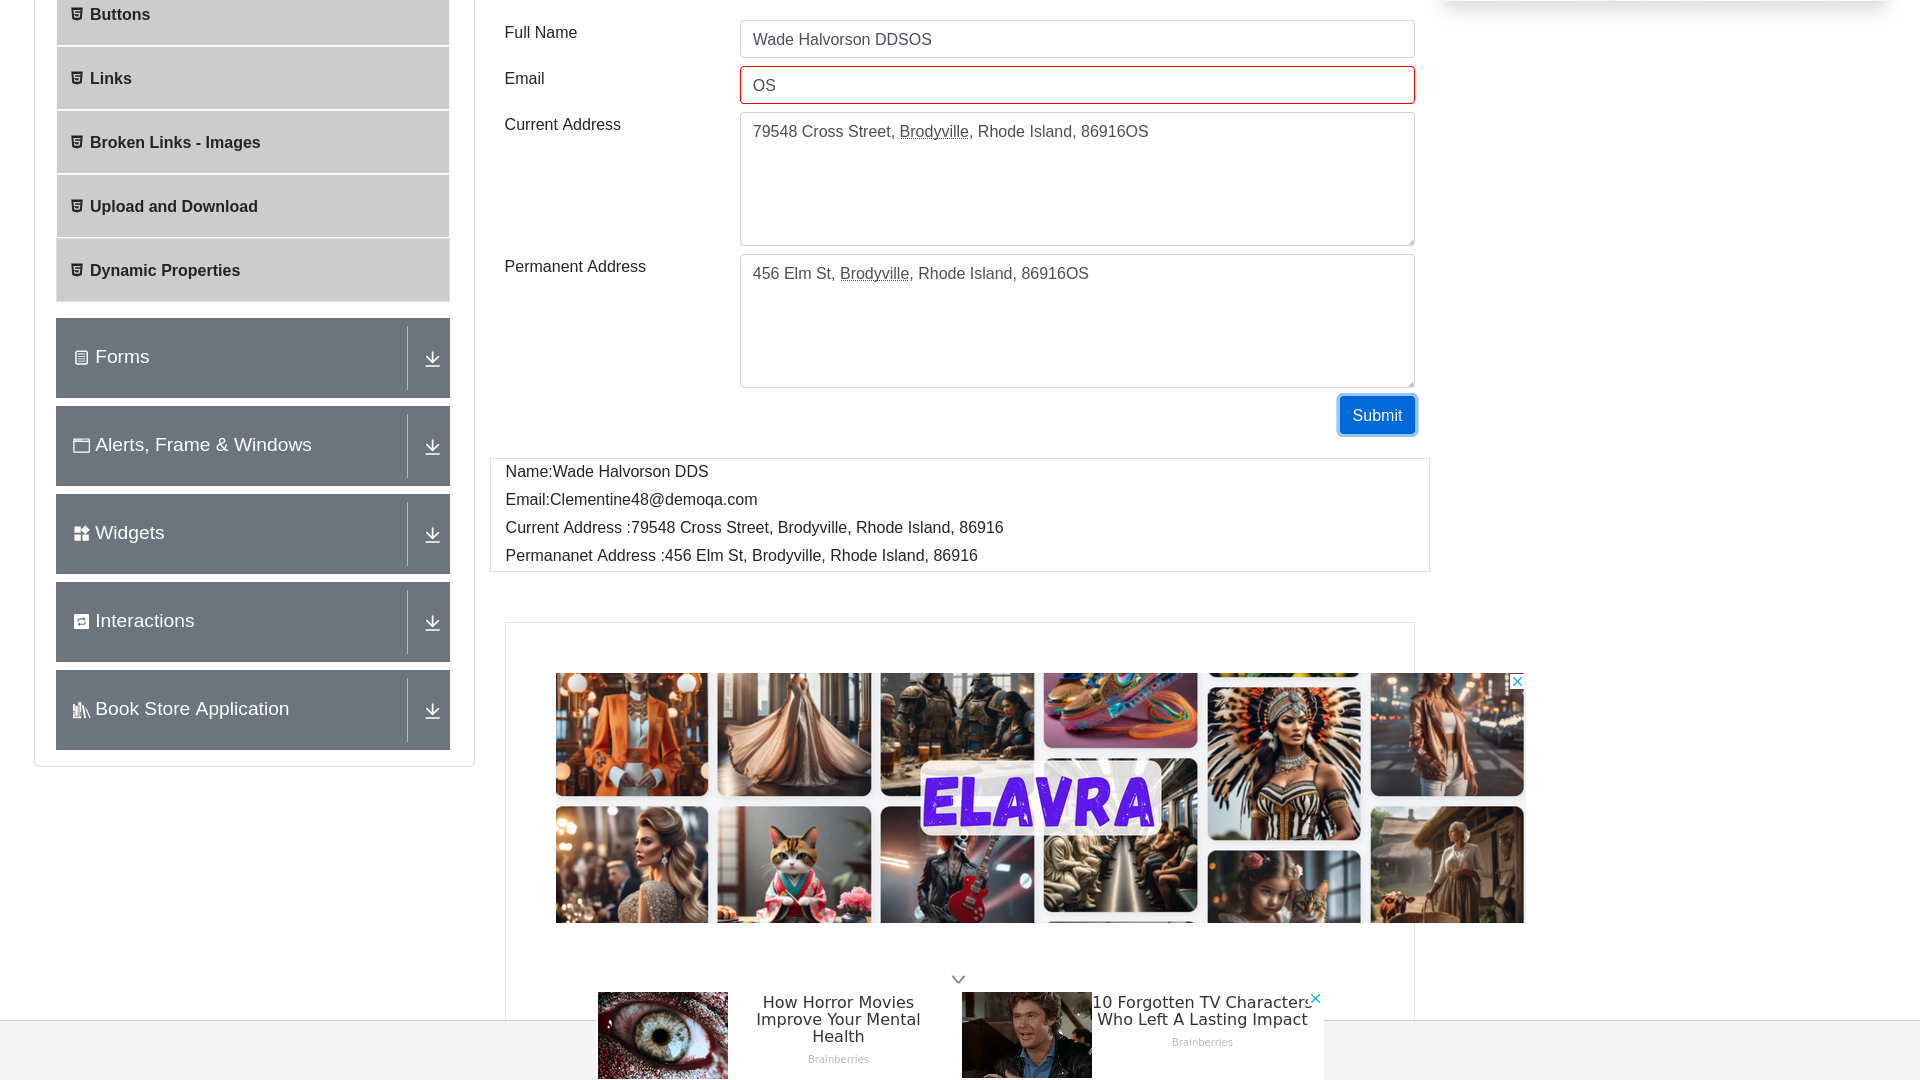 Buttons
Links
Broken Links - Images
Upload and Download
Dynamic Properties
Forms
Alerts, Frame & Windows
Widgets
Interactions
Book Store Application
Full Name
Wade Halvorson DDSOS
Email
OS
Current Address
79548 Cross Street, Brodyville, Rhode Island, 86916OS
Permanent Address
456 Elm St, Brodyville, Rhode Island, 86916OS
Submit
Name:Wade Halvorson DDS
Email:Clementine48@demoqa.com
Current Address :79548 Cross Street, Brodyville, Rhode Island, 86916
Permananet Address :456 Elm St, Brodyville, Rhode Island, 86916
ELAVRA
How Horror Movies
Improve Your Mental
Health
Brainberries
10 Forgotten TV Characters
Who Left A Lasting Impact
Brainberries